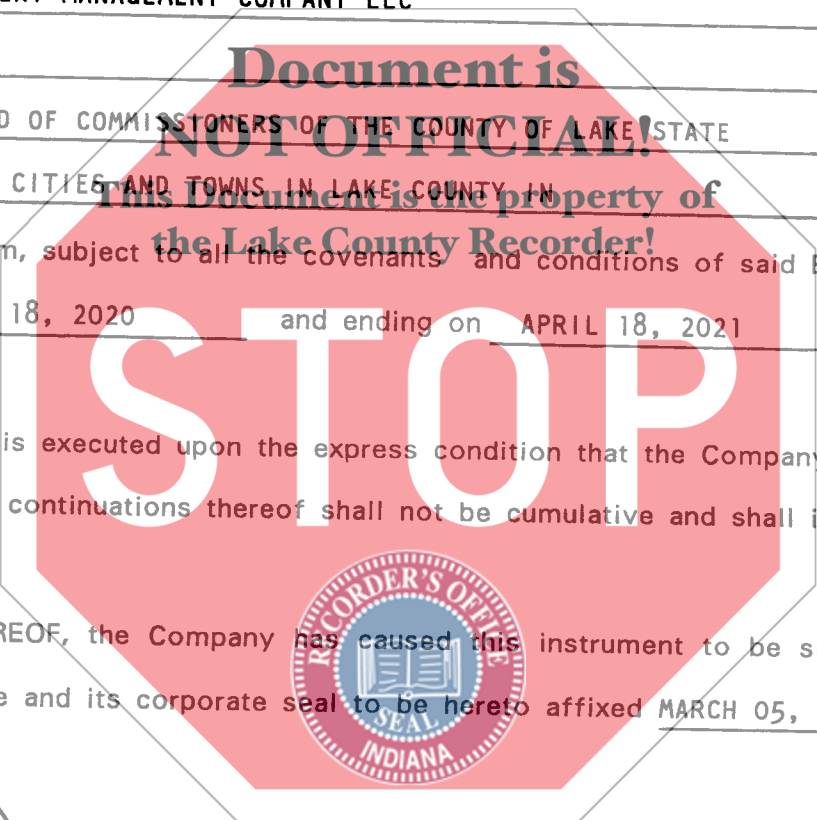 MANAGEMENT COMPANY LLC
Document is
NOT OFFICIAL!
OF COMMISSIONERS OF THE COUNTY OF LAKE STATE
This Document is the property of
CITIES AND TOWNS IN LAKE COUNTY IN
the Lake County Recorder!
subject to all the covenants and conditions of said
18, 2020 and ending on APRIL 18, 2021
STOP
is executed upon the express condition that the Company
continuations thereof shall not be cumulative and shall
REOF, the Company has caused this instrument to be
and its corporate seal to be hereto affixed MARCH 05,
RECORDER'S OFFICE
SEAL
INDIANA